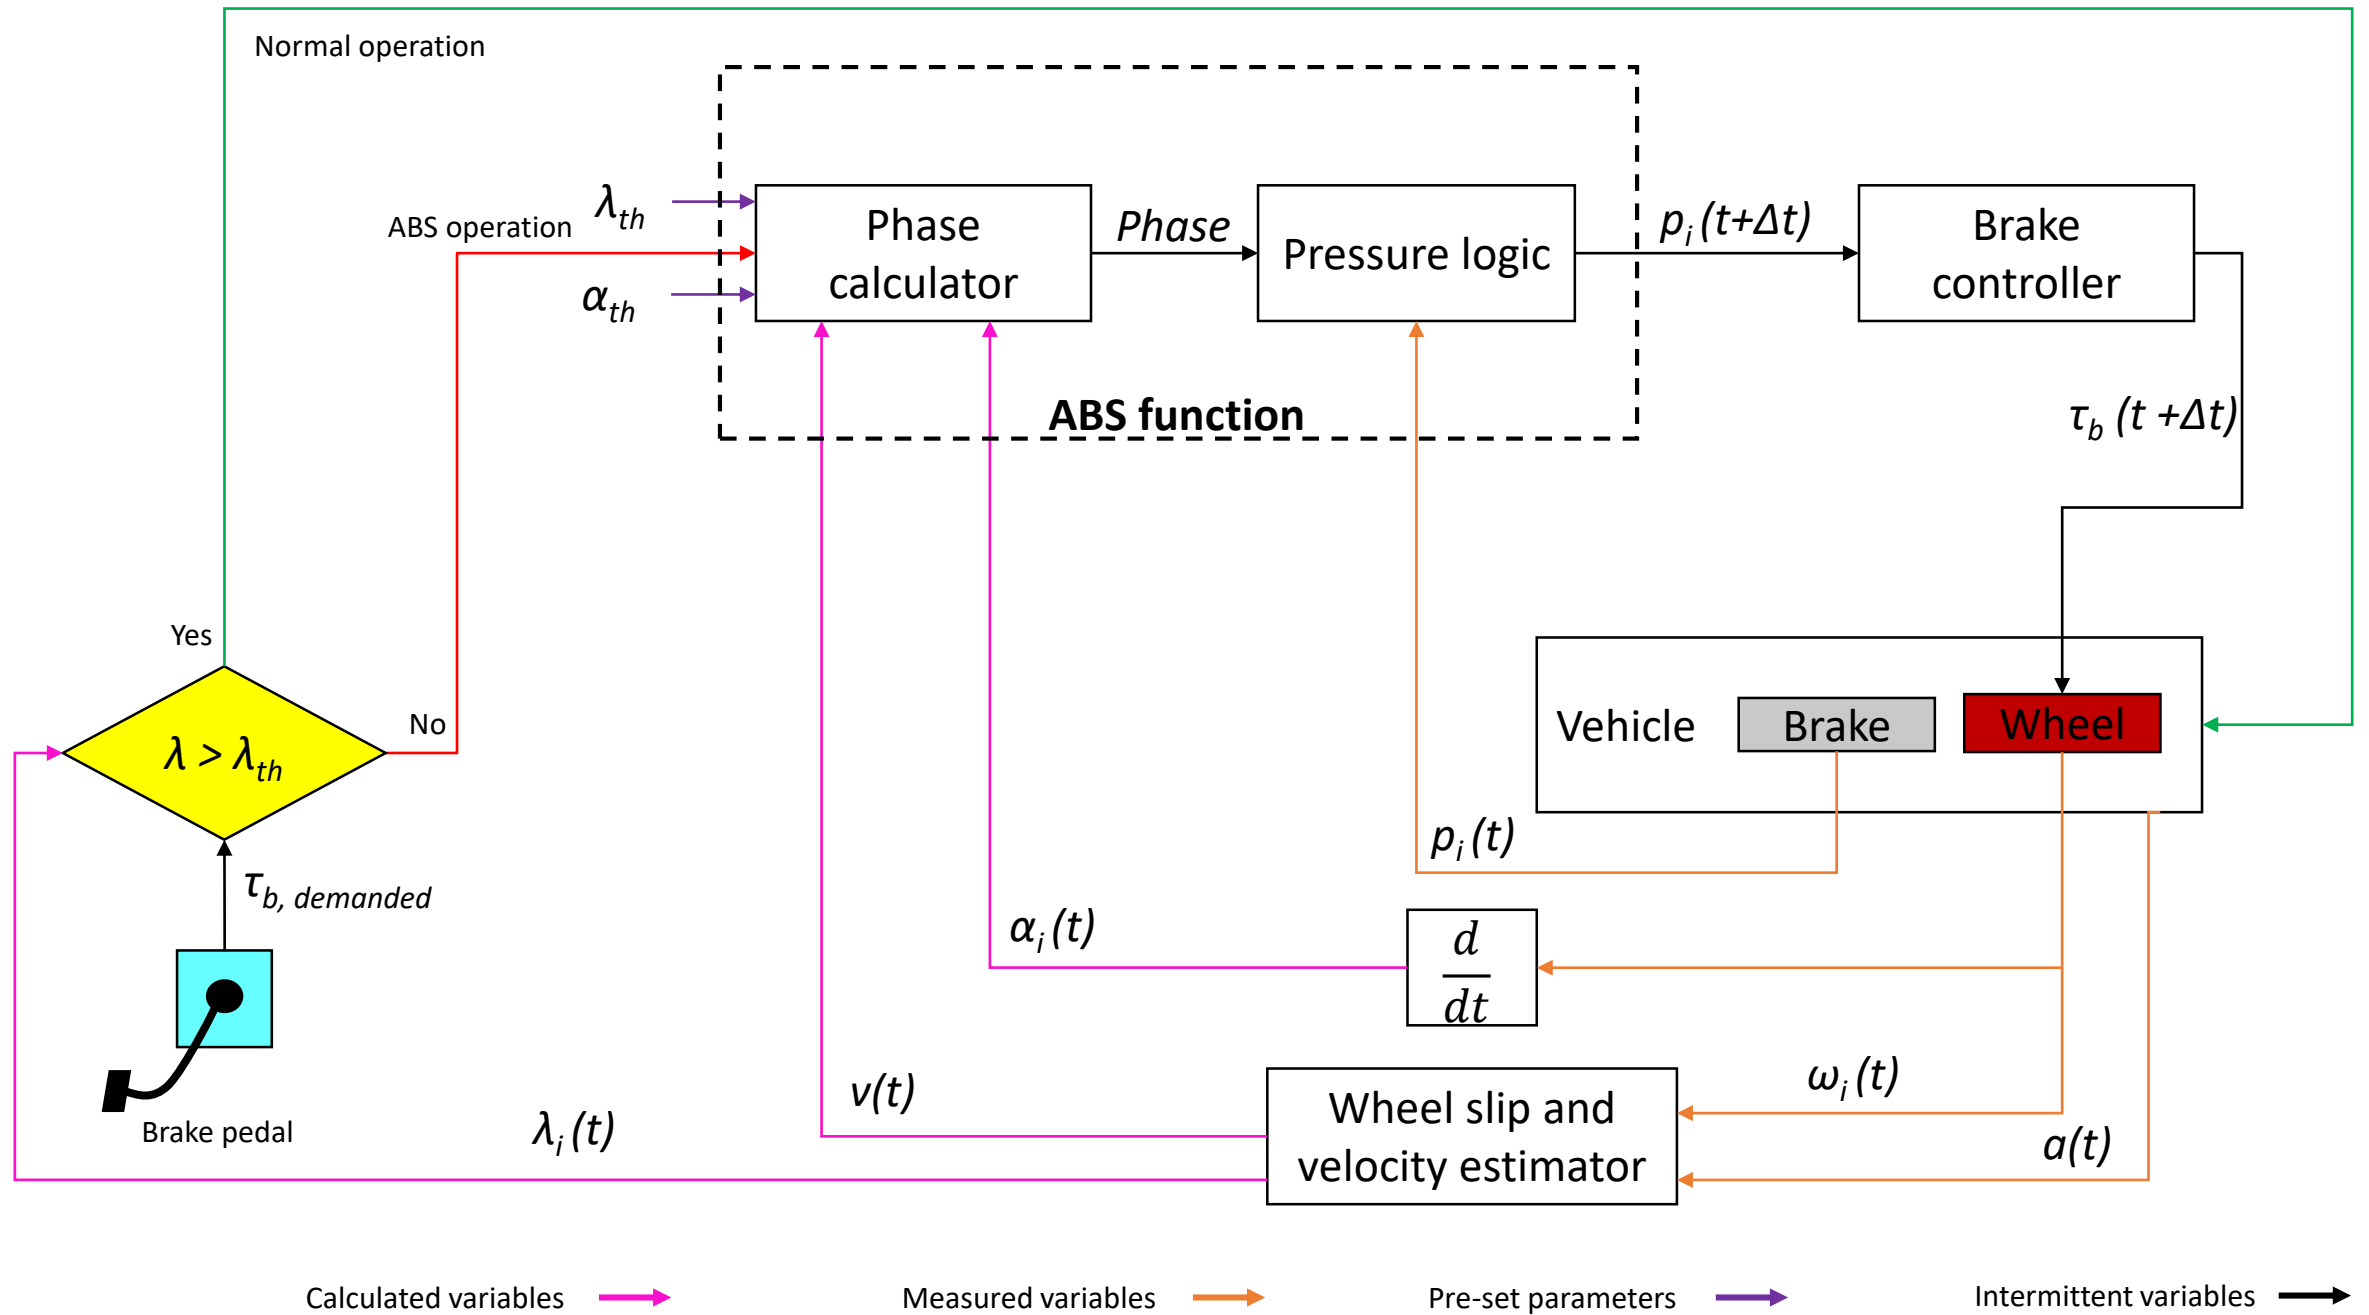 Normal operation
λth
ABS operation
αth
Phase
calculator
Phase
Pressure logic
pi (t+Δt)
Brake
controller
ABS function
τb (t +Δt)
Yes
No
λ > λth
Vehicle
Brake
Wheel
pi (t)
τb, demanded
αi (t)
d
dt
ωi (t)
v(t)
Wheel slip and
velocity estimator
a(t)
λi (t)
Brake pedal
Calculated variables
Measured variables
Pre-set parameters
Intermittent variables